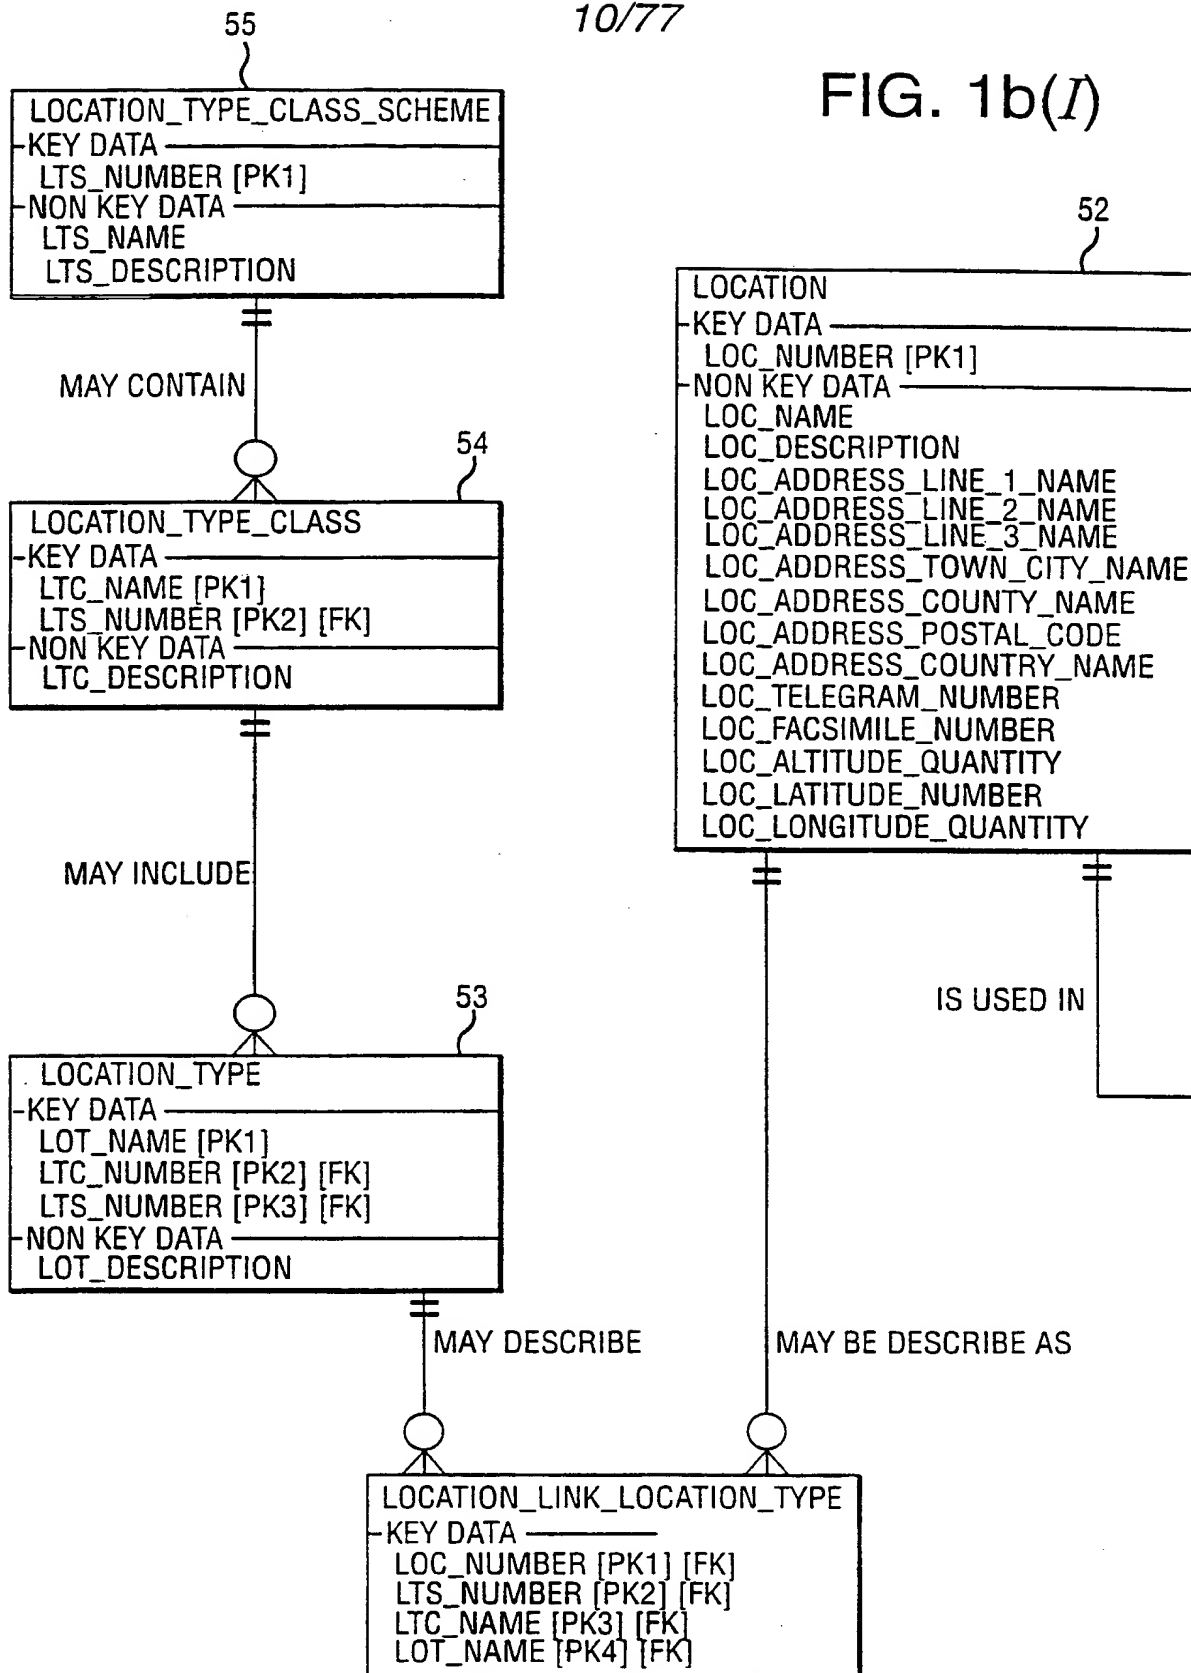 10/77
FIG. 1b(I)
55
LOCATION_TYPE_CLASS_SCHEME
KEY DATA
LTS_NUMBER [PK1]
NON KEY DATA
LTS_NAME
LTS_DESCRIPTION
MAY CONTAIN
54
LOCATION_TYPE_CLASS
KEY DATA
LTC_NAME [PK1]
LTS_NUMBER [PK2] [FK]
NON KEY DATA
LTC_DESCRIPTION
MAY INCLUDE
53
LOCATION_TYPE
KEY DATA
LOT_NAME [PK1]
LTC_NUMBER [PK2] [FK]
LTS_NUMBER [PK3] [FK]
NON KEY DATA
LOT_DESCRIPTION
MAY DESCRIBE
52
LOCATION
KEY DATA
LOC_NUMBER [PK1]
NON KEY DATA
LOC_NAME
LOC_DESCRIPTION
LOC_ADDRESS_LINE_1_NAME
LOC_ADDRESS_LINE_2_NAME
LOC_ADDRESS_LINE_3_NAME
LOC_ADDRESS_TOWN_CITY_NAME
LOC_ADDRESS_COUNTY_NAME
LOC_ADDRESS_POSTAL_CODE
LOC_ADDRESS_COUNTRY_NAME
LOC_TELEGRAM_NUMBER
LOC_FACSIMILE_NUMBER
LOC_ALTITUDE_QUANTITY
LOC_LATITUDE_NUMBER
LOC_LONGITUDE_QUANTITY
IS USED IN
MAY BE DESCRIBE AS
LOCATION_LINK_LOCATION_TYPE
KEY DATA
LOC_NUMBER [PK1] [FK]
LTS_NUMBER [PK2] [FK]
LTC_NAME [PK3] [FK]
LOT_NAME [PK4] [FK]